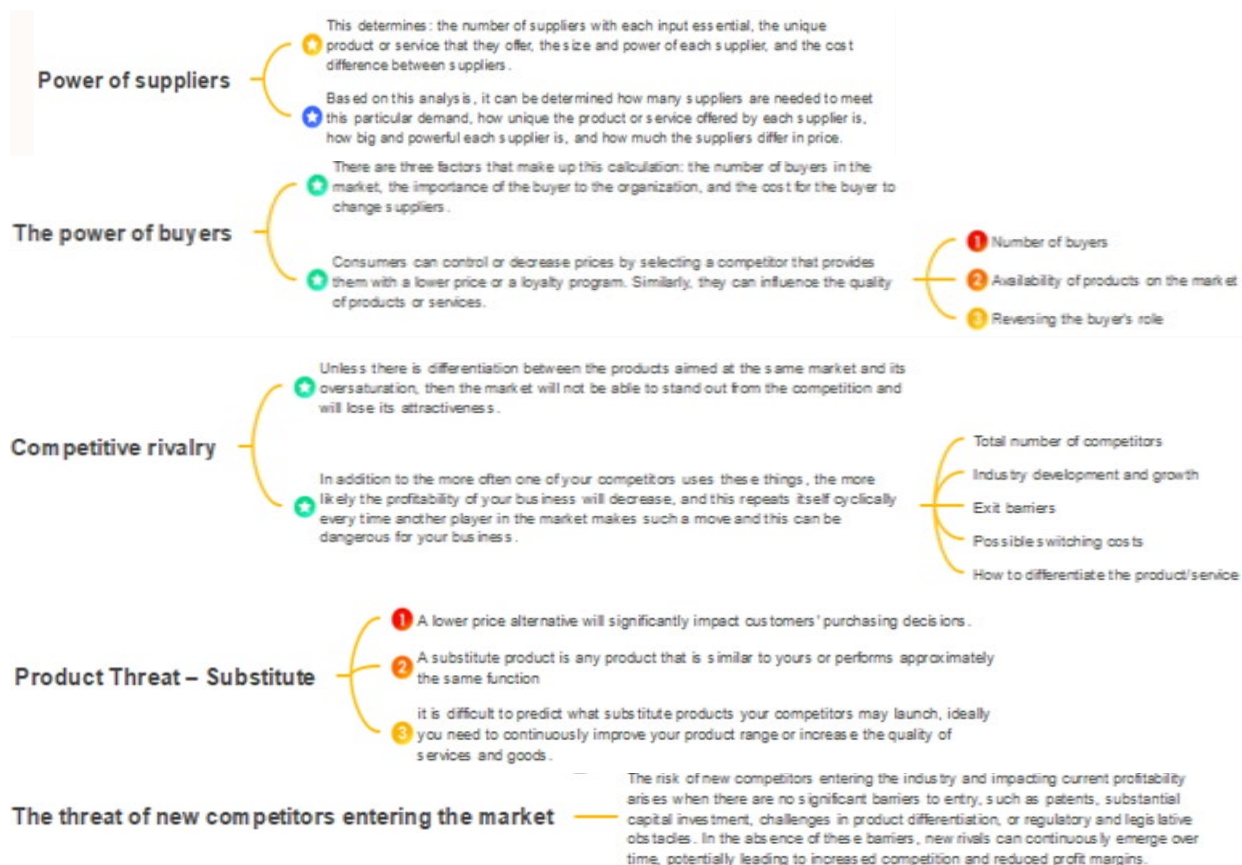 Power of suppliers
This determines: the number of suppliers with each input essential, the unique
product or service that they offer, the size and power of each supplier, and the cost
difference between suppliers.
Based on this analysis, it can be determined how many suppliers are needed to meet
this particular demand, how unique the product or service offered by each supplier is,
how big and powerful each supplier is, and how much the suppliers differ in price.
The power of buyers
There are three factors that make up this calculation: the number of buyers in the
market, the importance of the buyer to the organization, and the cost for the buyer to
change suppliers.
Consumers can control or decrease prices by selecting a competitor that provides
them with a lower price or a loyalty program. Similarly, they can influence the quality
of products or services.
1 Number of buyers
2 Availability of products on the market
3 Reversing the buyer's role
Competitive rivalry
Unless there is differentiation between the products aimed at the same market and its
oversaturation, then the market will not be able to stand out from the competition and
will lose its attractiveness.
In addition to the more often one of your competitors uses these things, the more
likely the profitability of your business will decrease, and this repeats itself cyclically
every time another player in the market makes such a move and this can be
dangerous for your business.
Total number of competitors
Industry development and growth
Exit barriers
Possible switching costs
How to differentiate the product/service
Product Threat – Substitute
1 A lower price alternative will significantly impact customers' purchasing decisions.
2 A substitute product is any product that is similar to yours or performs approximately
the same function
3 it is difficult to predict what substitute products your competitors may launch, ideally
you need to continuously improve your product range or increase the quality of
services and goods.
The threat of new competitors entering the market
The risk of new competitors entering the industry and impacting current profitability
arises when there are no significant barriers to entry, such as patents, substantial
capital investment, challenges in product differentiation, or regulatory and legislative
obstacles. In the absence of these barriers, new rivals can continuously emerge over
time, potentially leading to increased competition and reduced profit margins.